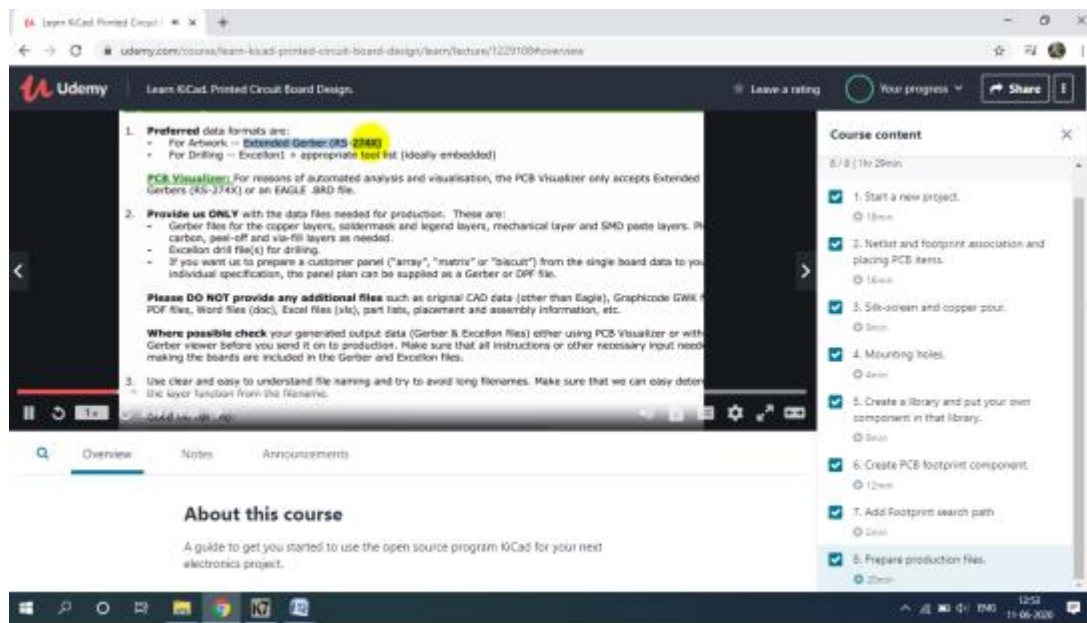 Learn KiCad Printed Circuit
udemy.com/course/learn-kicad-printed-circuit-board-design/learn/lecture/1229108#overview
Udemy
Learn KiCad. Printed Circuit Board Design.
Leave a rating
Your progress
Share
1. Preferred data formats are:
- For Artwork -- Extended Gerber (RS-274X)
- For Drilling -- Excellon1 + appropriate tool list (ideally embedded)
PCB Visualizer: For reasons of automated analysis and visualisation, the PCB Visualizer only accepts Extended
Gerbers (RS-274X) or an EAGLE .BRD file.
2. Provide us ONLY with the data files needed for production. These are:
- Gerber files for the copper layers, soldermask and legend layers, mechanical layer and SMD paste layers.
carbon, peel-off and via-fill layers as needed.
- Excellon drill file(s) for drilling.
- If you want us to prepare a customer panel ("array", "matrix" or "biscuit") from the single board data to you
individual specification, the panel plan can be supplied as a Gerber or DPF file.
Please DO NOT provide any additional files such as original CAD data (other than Eagle), Graphicode GWK
PDF files, Word files (doc), Excel files (xls), part lists, placement and assembly information, etc.
Where possible check your generated output data (Gerber & Excellon files) either using PCB Visualizer or with
Gerber viewer before you send it on to production. Make sure that all instructions or other necessary input
making the boards are included in the Gerber and Excellon files.
3. Use clear and easy to understand file naming and try to avoid long filenames. Make sure that we can easy
the layer function from the filename.
1x
Overview
Notes
Announcements
About this course
A guide to get you started to use the open source program KiCad for your next
electronics project.
Course content
8 / 8 | 1hr 29min
1. Start a new project.
18min
2. Netlist and footprint association and
placing PCB items.
16min
3. Silk-screen and copper pour.
4. Mounting holes.
4min
5. Create a library and put your own
component in that library.
6. Create PCB footprint component.
12min
7. Add Footprint search path
2min
8. Prepare production files.
20min
ENG
12:53
11-06-2020